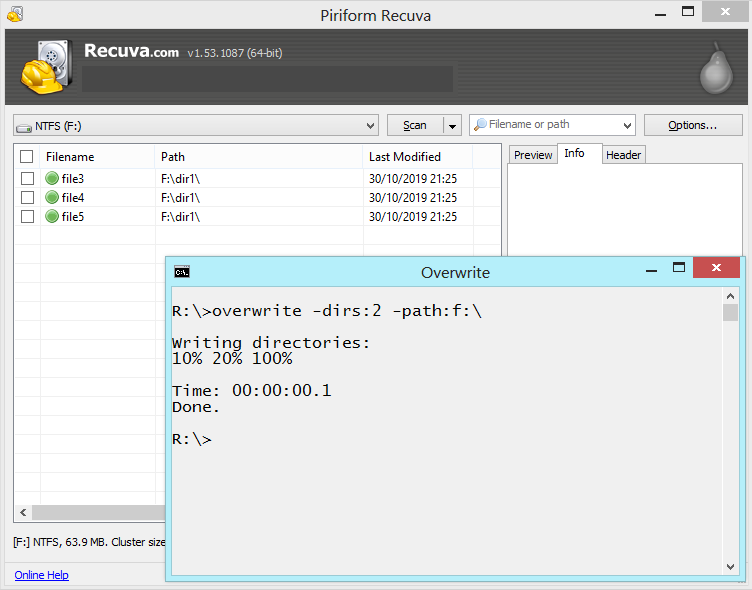 Piriform Recuva
Recuva.com v1.53.1087 (64-bit)
NTFS (F:) Scan Filename or path Options...
Filename Path Last Modified Preview Info Header
file3 F:\dir1\ 30/10/2019 21:25
file4 F:\dir1\ 30/10/2019 21:25
file5 F:\dir1\ 30/10/2019 21:25
C:\. Overwrite
R:\>overwrite -dirs:2 -path:f:\
Writing directories:
10% 20% 100%
Time: 00:00:00.1
Done.
R:\>
[F:] NTFS, 63.9 MB. Cluster size
Online Help